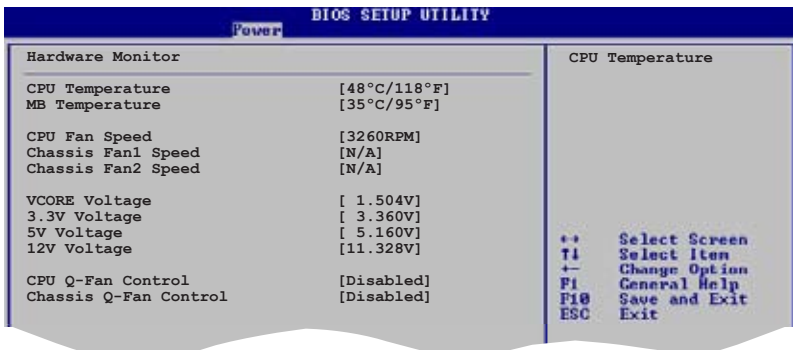 BIOS SETUP UTILITY
Power
Hardware Monitor
CPU Temperature [48°C/118°F]
MB Temperature [35°C/95°F]
CPU Fan Speed [3260RPM]
Chassis Fan1 Speed [N/A]
Chassis Fan2 Speed [N/A]
VCORE Voltage [ 1.504V]
3.3V Voltage [ 3.360V]
5V Voltage [ 5.160V]
12V Voltage [11.328V]
CPU Q-Fan Control [Disabled]
Chassis Q-Fan Control [Disabled]
CPU Temperature
←→ Select Screen
↑↓ Select Item
+- Change Option
F1 General Help
F10 Save and Exit
ESC Exit